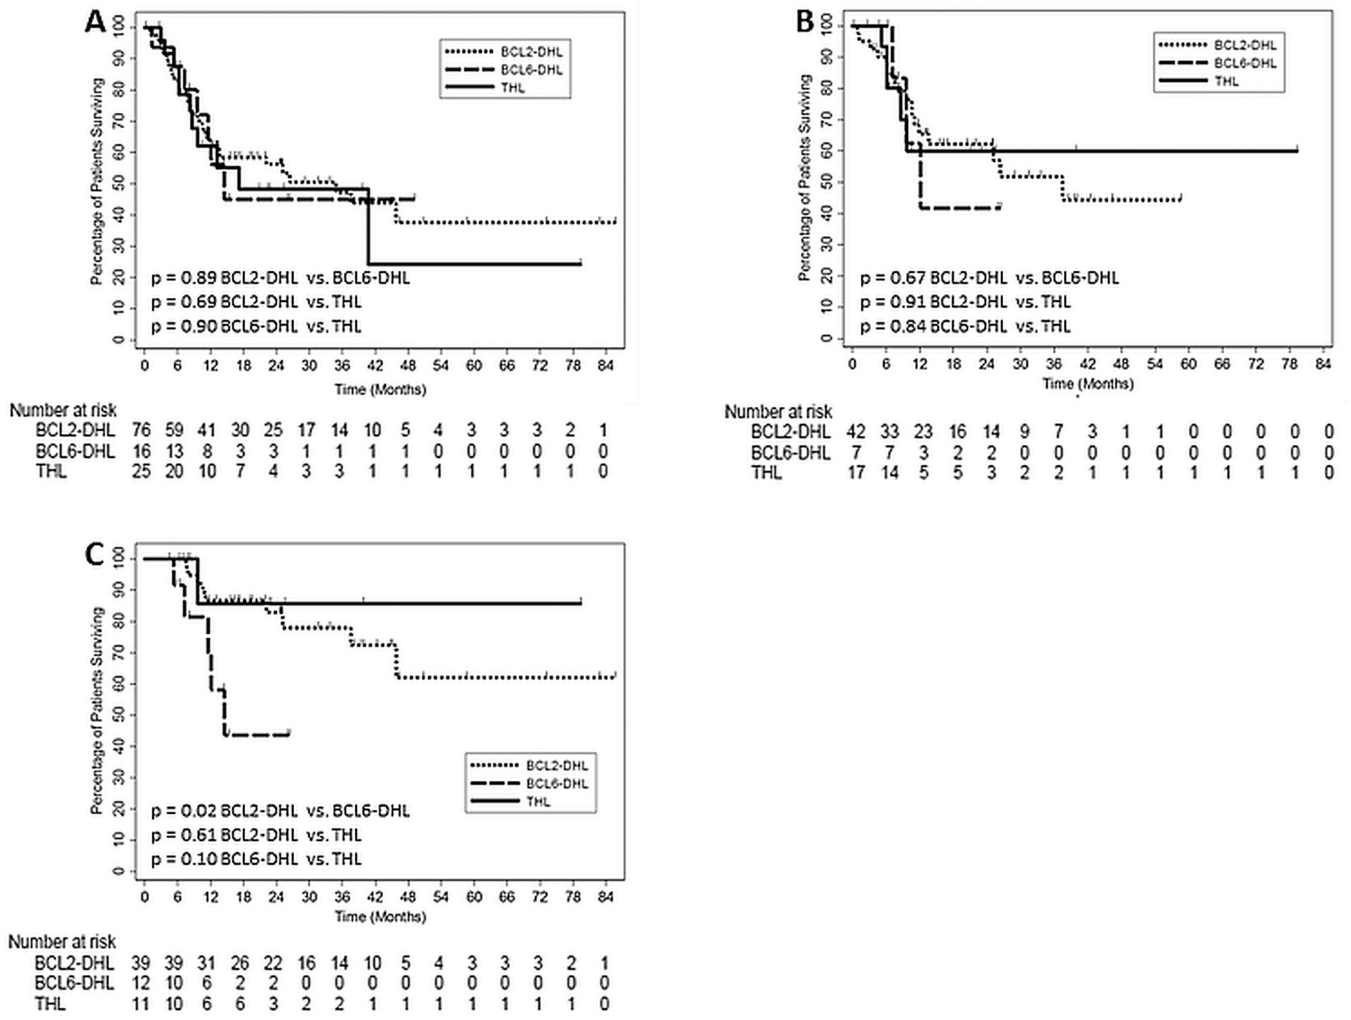 A
Percentage of Patients Surviving
100
90
80
70
60
50
40
30
20
10
0
BCL2-DHL
BCL6-DHL
THL
p = 0.89 BCL2-DHL vs. BCL6-DHL
p = 0.69 BCL2-DHL vs. THL
p = 0.90 BCL6-DHL vs. THL
0 6 12 18 24 30 36 42 48 54 60 66 72 78 84
Time (Months)
Number at risk
BCL2-DHL 76 59 41 30 25 17 14 10 5 4 3 3 3 2 1
BCL6-DHL 16 13 8 3 3 1 1 1 1 0 0 0 0 0 0
THL 25 20 10 7 4 3 3 1 1 1 1 1 1 1 0
B
Percentage of Patients Surviving
100
90
80
70
60
50
40
30
20
10
0
BCL2-DHL
BCL6-DHL
THL
p = 0.67 BCL2-DHL vs. BCL6-DHL
p = 0.91 BCL2-DHL vs. THL
p = 0.84 BCL6-DHL vs. THL
0 6 12 18 24 30 36 42 48 54 60 66 72 78 84
Time (Months)
Number at risk
BCL2-DHL 42 33 23 16 14 9 7 3 1 1 0 0 0 0 0
BCL6-DHL 7 7 3 2 2 0 0 0 0 0 0 0 0 0 0
THL 17 14 5 5 3 2 2 1 1 1 1 1 1 1 0
C
Percentage of Patients Surviving
100
90
80
70
60
50
40
30
20
10
0
BCL2-DHL
BCL6-DHL
THL
p = 0.02 BCL2-DHL vs. BCL6-DHL
p = 0.61 BCL2-DHL vs. THL
p = 0.10 BCL6-DHL vs. THL
0 6 12 18 24 30 36 42 48 54 60 66 72 78 84
Time (Months)
Number at risk
BCL2-DHL 39 39 31 26 22 16 14 10 5 4 3 3 3 2 1
BCL6-DHL 12 10 6 2 2 0 0 0 0 0 0 0 0 0 0
THL 11 10 6 6 3 2 2 1 1 1 1 1 1 1 0